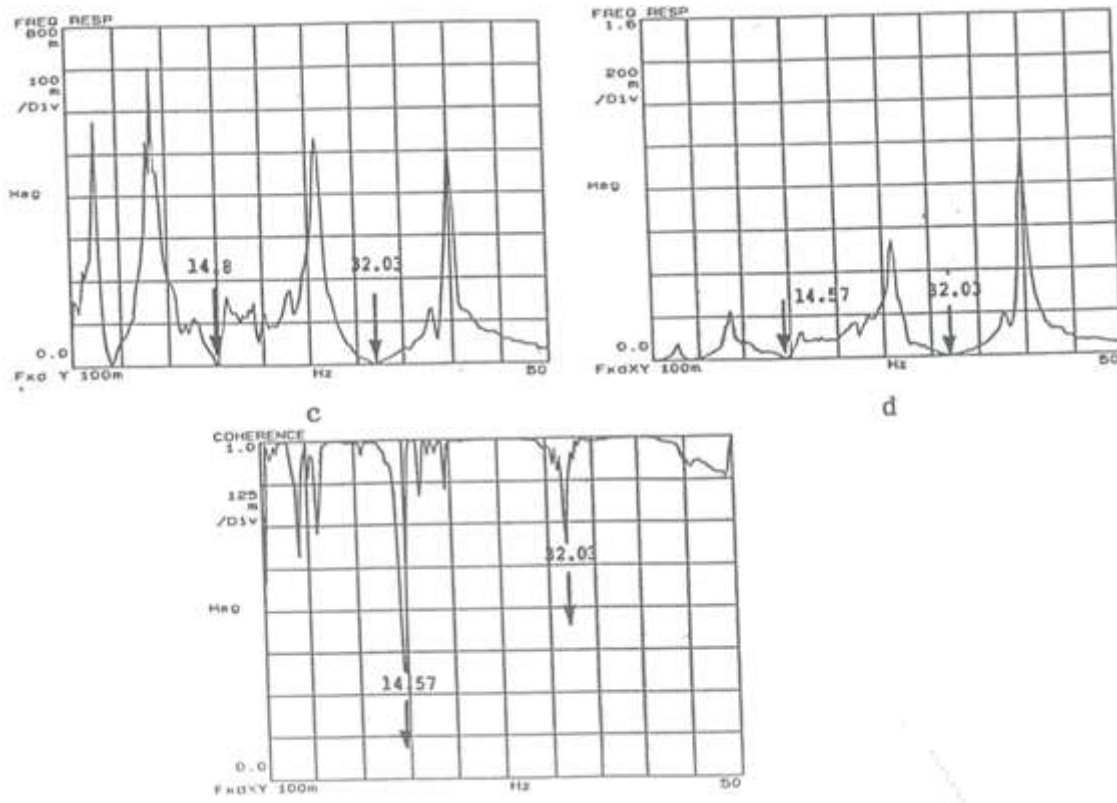 FREQ RESP
800
m
100
m
/Div
Mag
14.8
32.03
0.0
Fxd Y 100m
Hz
50
c
FREQ RESP
1.6
200
m
/Div
Mag
14.57
32.03
0.0
FxdXY 100m
Hz
50
d
COHERENCE
1.0
125
m
/Div
32.03
Mag
14.57
0.0
FxdXY 100m
Hz
50